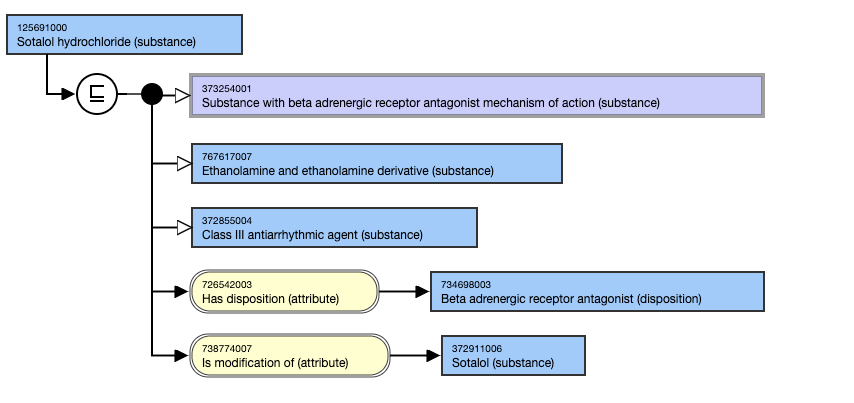 125691000
Sotalol hydrochloride (substance)
⊑
373254001
Substance with beta adrenergic receptor antagonist mechanism of action (substance)
767617007
Ethanolamine and ethanolamine derivative (substance)
372855004
Class III antiarrhythmic agent (substance)
726542003
Has disposition (attribute)
734698003
Beta adrenergic receptor antagonist (disposition)
738774007
Is modification of (attribute)
372911006
Sotalol (substance)